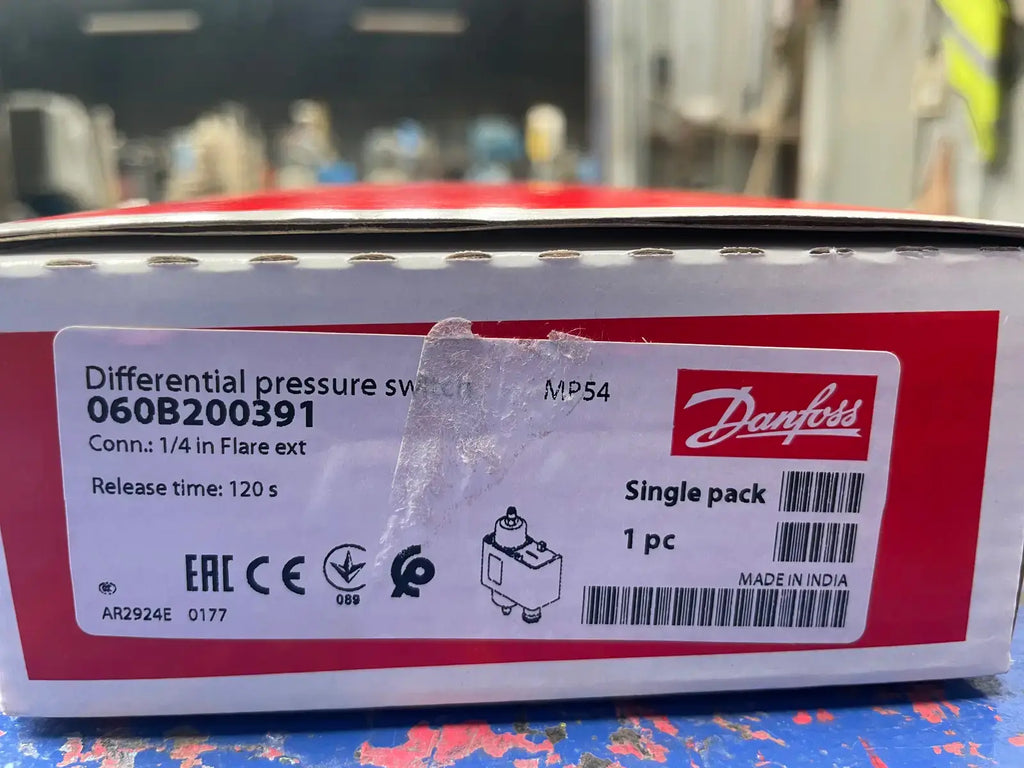 Differential pressure switch MP54
060B200391
Conn.: 1/4 in Flare ext
Release time: 120 s
Danfoss
Single pack
1 pc
MADE IN INDIA
EAC CE
089
CCC
AR2924E 0177